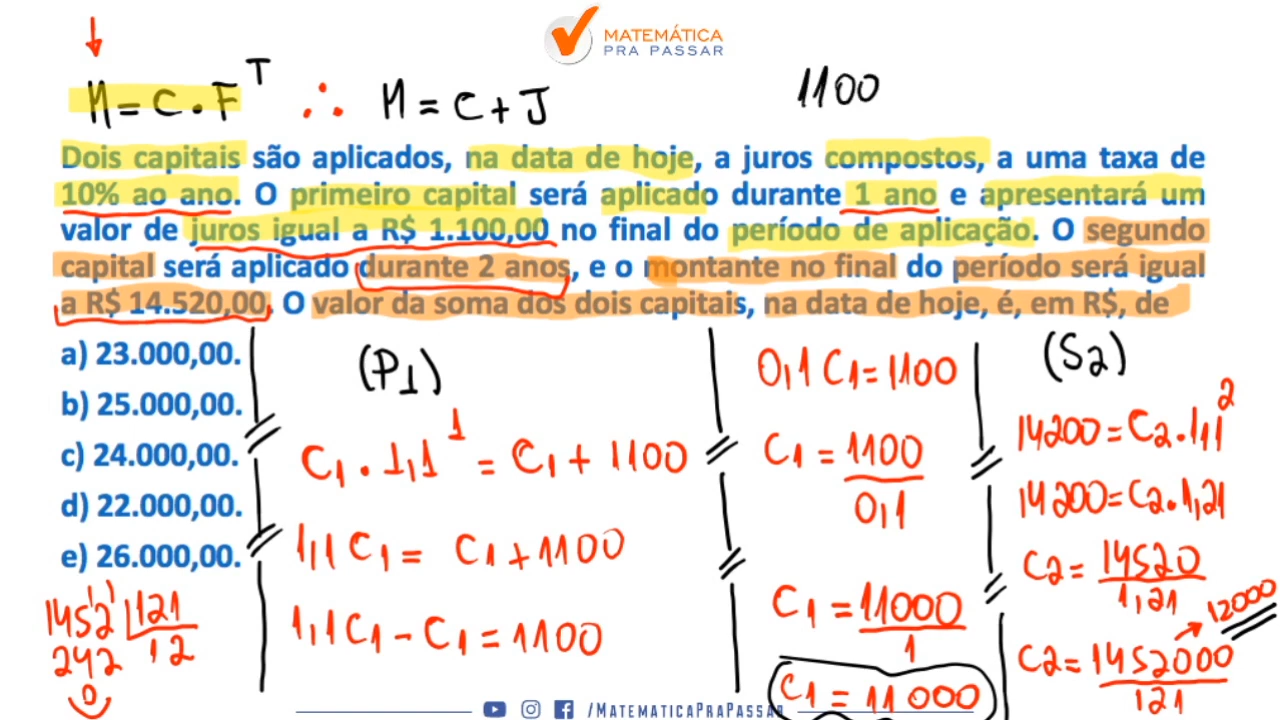 MATEMÁTICA
PRA PASSAR
M = C · F^T ∴ M = C + J
1100
Dois capitais são aplicados, na data de hoje, a juros compostos, a uma taxa de
10% ao ano. O primeiro capital será aplicado durante 1 ano e apresentará um
valor de juros igual a R$ 1.100,00 no final do período de aplicação. O segundo
capital será aplicado durante 2 anos, e o montante no final do período será igual
a R$ 14.520,00. O valor da soma dos dois capitais, na data de hoje, é, em R$, de
a) 23.000,00.
b) 25.000,00.
c) 24.000,00.
d) 22.000,00.
e) 26.000,00.
1452 121
242 12
0
(P1)
C1 · 1,1^1 = C1 + 1100
1,1 C1 = C1 + 1100
1,1 C1 - C1 = 1100
0,1 C1 = 1100
C1 = 1100
0,1
C1 = 11000
1
C1 = 11000
(S2)
14200 = C2 · 1,1^2
14200 = C2 · 1,21
C2 = 14520
1,21
12000
C2 = 1452000
121
/MATEMATICAPRAPASSAR